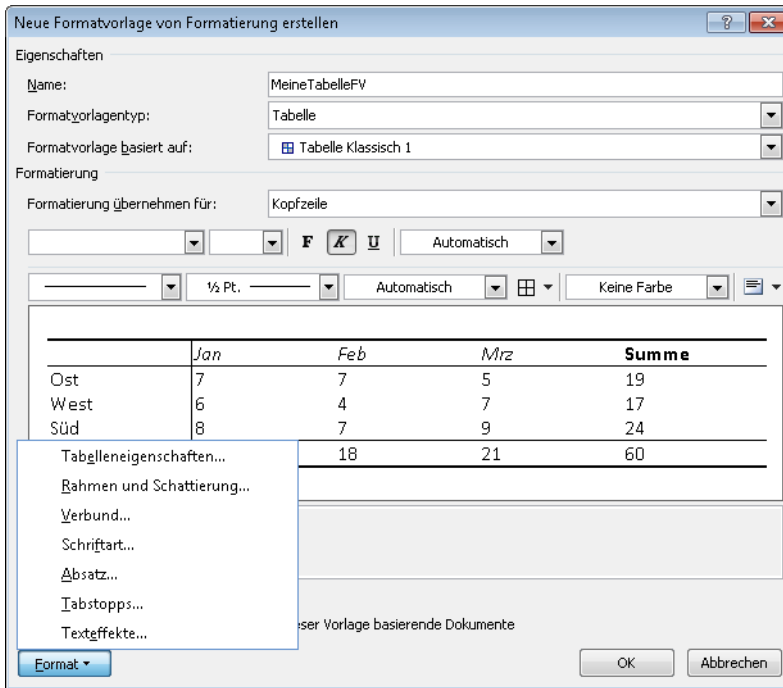 Neue Formatvorlage von Formatierung erstellen
Eigenschaften
Name: MeineTabelleFV
Formatvorlagentyp: Tabelle
Formatvorlage basiert auf: Tabelle Klassisch 1
Formatierung
Formatierung übernehmen für: Kopfzeile
F K U Automatisch
½ Pt. Automatisch Keine Farbe
Jan Feb Mrz Summe
Ost 7 7 5 19
West 6 4 7 17
Süd 8 7 9 24
18 21 60
Tabelleneigenschaften...
Rahmen und Schattierung...
Verbund...
Schriftart...
Absatz...
Tabstopps...
Texteffekte...
eser Vorlage basierende Dokumente
Format OK Abbrechen